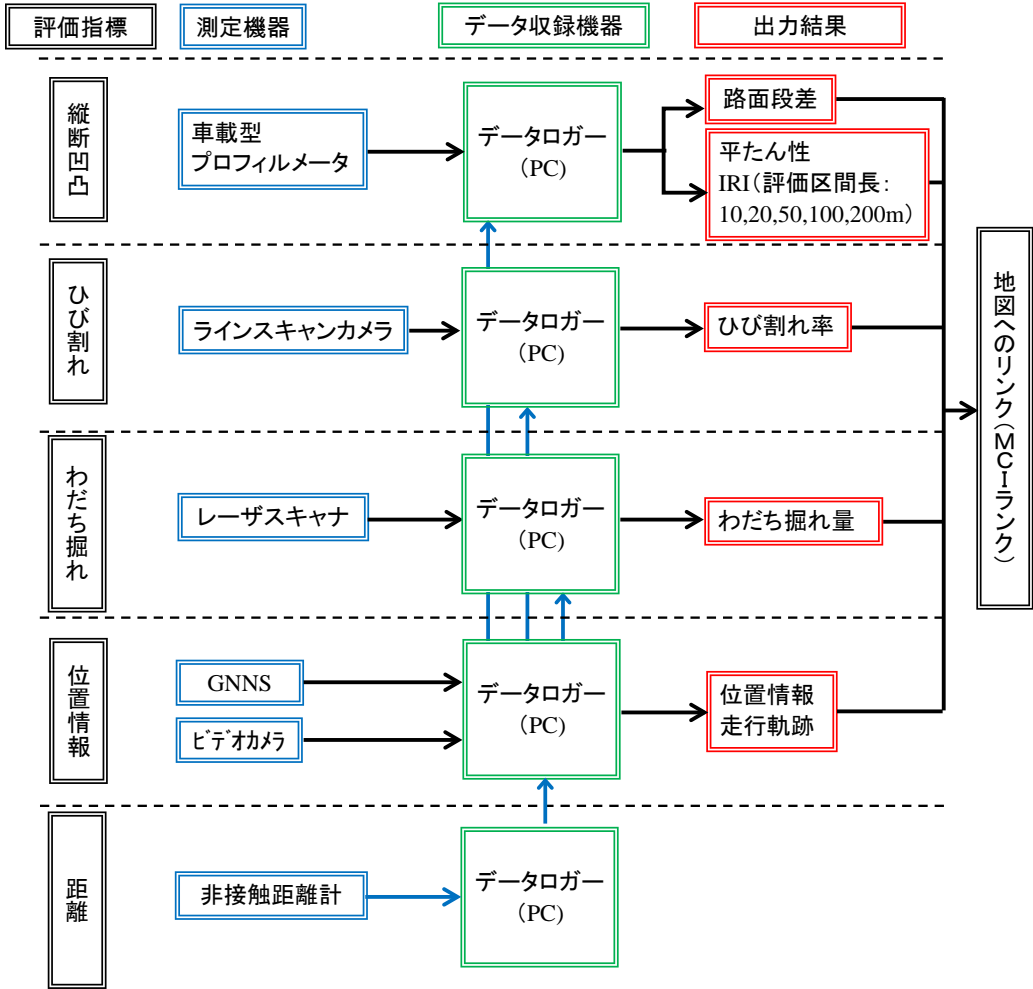 評価指標
測定機器
データ収録機器
出力結果
縦断凹凸
車載型
プロフィルメータ
データロガー
(PC)
路面段差
平たん性
IRI(評価区間長:
10,20,50,100,200m)
ひび割れ
ラインスキャンカメラ
データロガー
(PC)
ひび割れ率
わだち掘れ
レーザスキャナ
データロガー
(PC)
わだち掘れ量
位置情報
GNNS
ビデオカメラ
データロガー
(PC)
位置情報
走行軌跡
距離
非接触距離計
データロガー
(PC)
地図へのリンク(MCIランク)